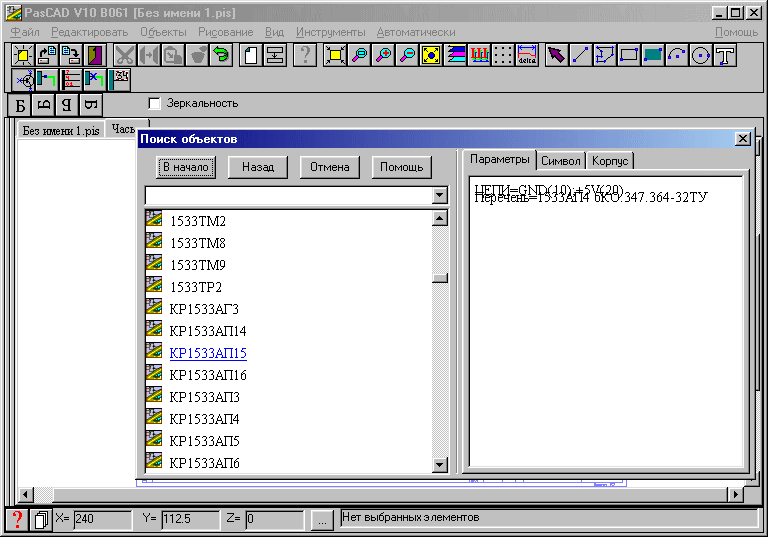 PasCAD V10 B061 [Без имени 1.pis]
Файл Редактировать Объекты Рисование Вид Инструменты Автоматически Помощь
delta
Б Б Я Б Зеркальность
Без имени 1.pis Часы
Поиск объектов
В начало Назад Отмена Помощь
Параметры Символ Корпус
ЦЕПИ=GND(10);+5V(20)
Перечень=1533АП4 бКО.347.364-32ТУ
1533ТМ2
1533ТМ8
1533ТМ9
1533ТР2
КР1533АГ3
КР1533АП14
КР1533АП15
КР1533АП16
КР1533АП3
КР1533АП4
КР1533АП5
КР1533АП6
X= 240 Y= 112.5 Z= 0 ... Нет выбранных элементов